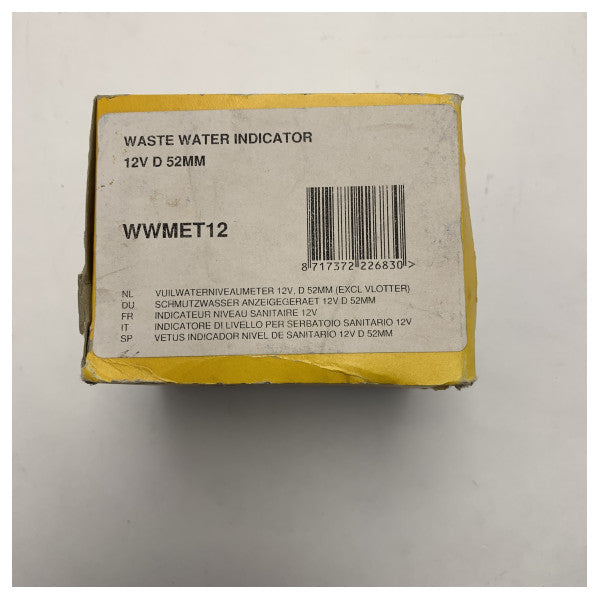 WASTE WATER INDICATOR
12V D 52MM
WWMET12
8 717372 226830 >
NL VUILWATERNIVEAUMETER 12V, D 52MM (EXCL VLOTTER)
DU SCHMUTZWASSER ANZEIGEGERAET 12V D 52MM
FR INDICATEUR NIVEAU SANITAIRE 12V
IT INDICATORE DI LIVELLO PER SERBATOIO SANITARIO 12V
SP VETUS INDICADOR NIVEL DE SANITARIO 12V D 52MM